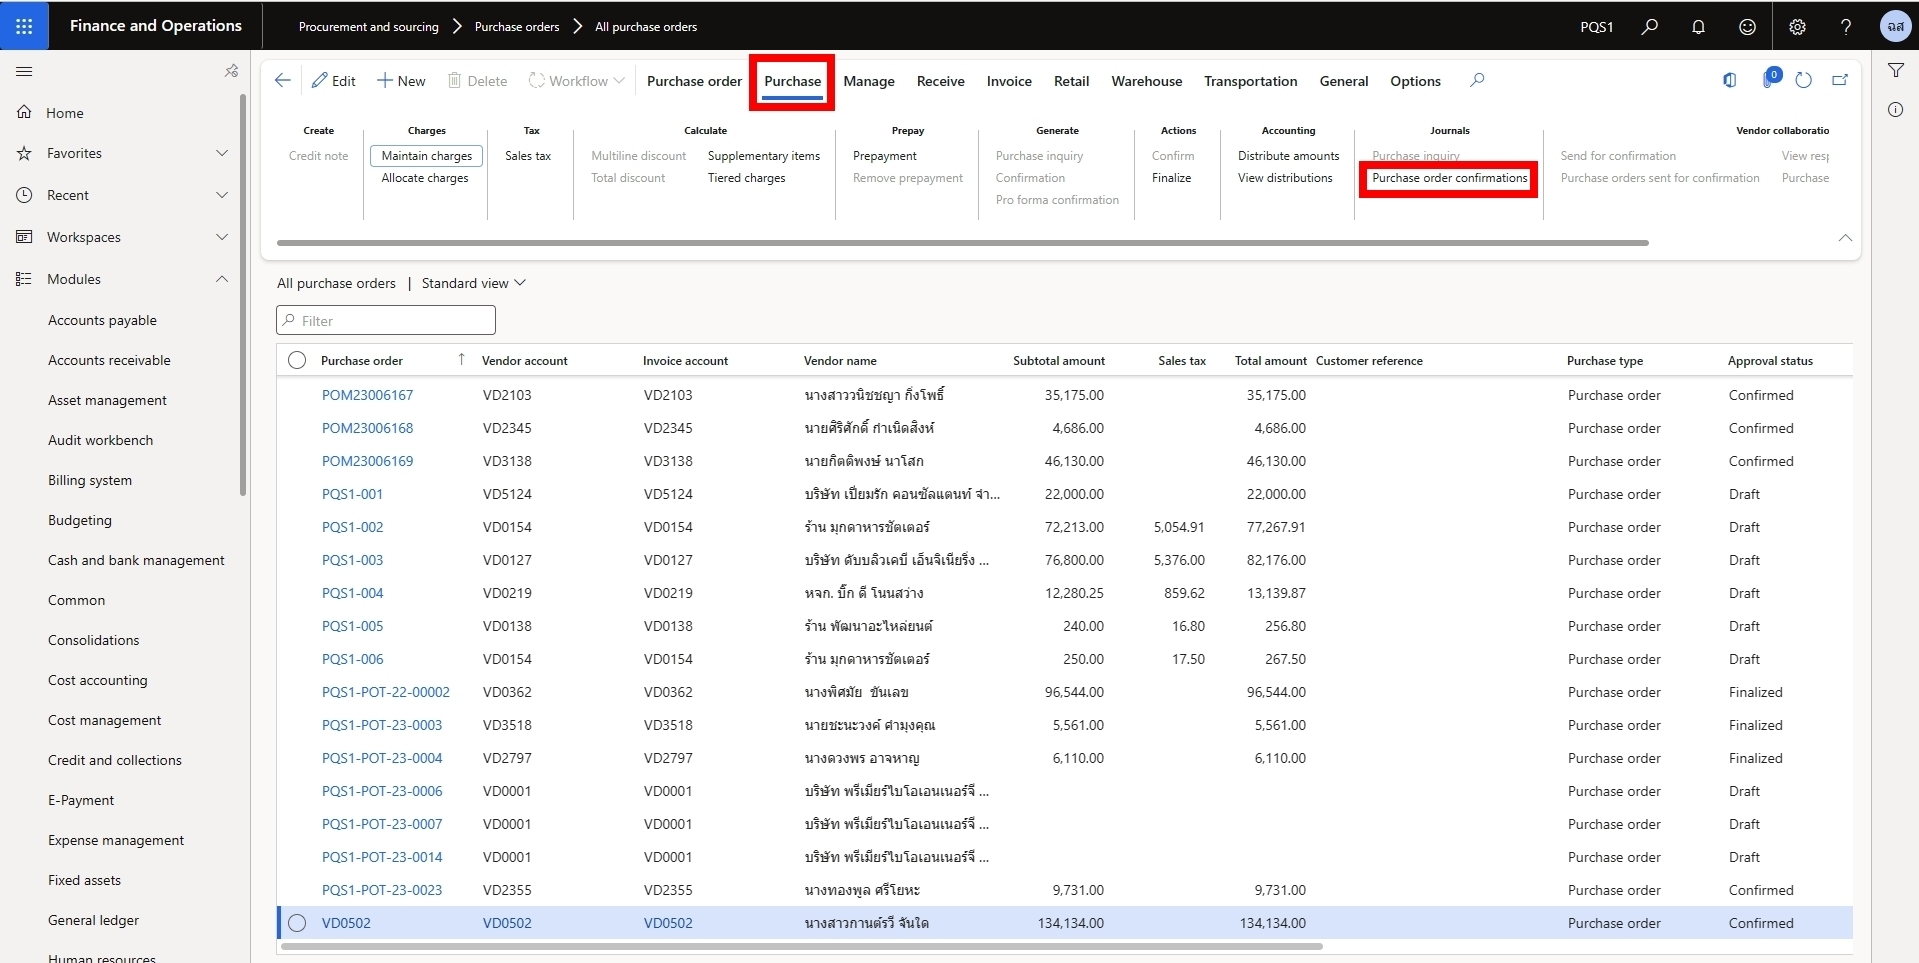 Finance and Operations
Procurement and sourcing
Purchase orders
All purchase orders
PQS1
ฉส
Edit
New
Delete
Workflow
Purchase order
Purchase
Manage
Receive
Invoice
Retail
Warehouse
Transportation
General
Options
0
Home
Favorites
Recent
Workspaces
Modules
Accounts payable
Accounts receivable
Asset management
Audit workbench
Billing system
Budgeting
Cash and bank management
Common
Consolidations
Cost accounting
Cost management
Credit and collections
E-Payment
Expense management
Fixed assets
General ledger
Human resources
Create
Credit note
Charges
Maintain charges
Allocate charges
Tax
Sales tax
Calculate
Multiline discount Supplementary items
Total discount Tiered charges
Prepay
Prepayment
Remove prepayment
Generate
Purchase inquiry
Confirmation
Pro forma confirmation
Actions
Confirm
Finalize
Accounting
Distribute amounts
View distributions
Journals
Purchase inquiry
Purchase order confirmations
Vendor collaboratio
Send for confirmation View resp
Purchase orders sent for confirmation Purchase
All purchase orders | Standard view
Filter
Purchase order Vendor account Invoice account Vendor name Subtotal amount Sales tax Total amount Customer reference Purchase type Approval status
POM23006167 VD2103 VD2103 นางสาววนิชชญา กิ่งโพธิ์ 35,175.00 35,175.00 Purchase order Confirmed
POM23006168 VD2345 VD2345 นายศิริศักดิ์ กำเนิดสิงห์ 4,686.00 4,686.00 Purchase order Confirmed
POM23006169 VD3138 VD3138 นายกิตติพงษ์ นาโสก 46,130.00 46,130.00 Purchase order Confirmed
PQS1-001 VD5124 VD5124 บริษัท เปี่ยมรัก คอนซัลแตนท์ จำ... 22,000.00 22,000.00 Purchase order Draft
PQS1-002 VD0154 VD0154 ร้าน มุกดาหารชัตเตอร์ 72,213.00 5,054.91 77,267.91 Purchase order Draft
PQS1-003 VD0127 VD0127 บริษัท ดับบลิวเคบี เอ็นจิเนียริ่ง ... 76,800.00 5,376.00 82,176.00 Purchase order Draft
PQS1-004 VD0219 VD0219 หจก. บิ๊ก ดี โนนสว่าง 12,280.25 859.62 13,139.87 Purchase order Draft
PQS1-005 VD0138 VD0138 ร้าน พัฒนาอะไหล่ยนต์ 240.00 16.80 256.80 Purchase order Draft
PQS1-006 VD0154 VD0154 ร้าน มุกดาหารชัตเตอร์ 250.00 17.50 267.50 Purchase order Draft
PQS1-POT-22-00002 VD0362 VD0362 นางพิศมัย ขันเลข 96,544.00 96,544.00 Purchase order Finalized
PQS1-POT-23-0003 VD3518 VD3518 นายชะนะวงค์ คำมุงคุณ 5,561.00 5,561.00 Purchase order Finalized
PQS1-POT-23-0004 VD2797 VD2797 นางดวงพร อาจหาญ 6,110.00 6,110.00 Purchase order Finalized
PQS1-POT-23-0006 VD0001 VD0001 บริษัท พรีเมียร์ไบโอเอนเนอร์จี ... Purchase order Draft
PQS1-POT-23-0007 VD0001 VD0001 บริษัท พรีเมียร์ไบโอเอนเนอร์จี ... Purchase order Draft
PQS1-POT-23-0014 VD0001 VD0001 บริษัท พรีเมียร์ไบโอเอนเนอร์จี ... Purchase order Draft
PQS1-POT-23-0023 VD2355 VD2355 นางทองพูล ศรีโยหะ 9,731.00 9,731.00 Purchase order Confirmed
VD0502 VD0502 VD0502 นางสาวกานต์รวี จันใด 134,134.00 134,134.00 Purchase order Confirmed